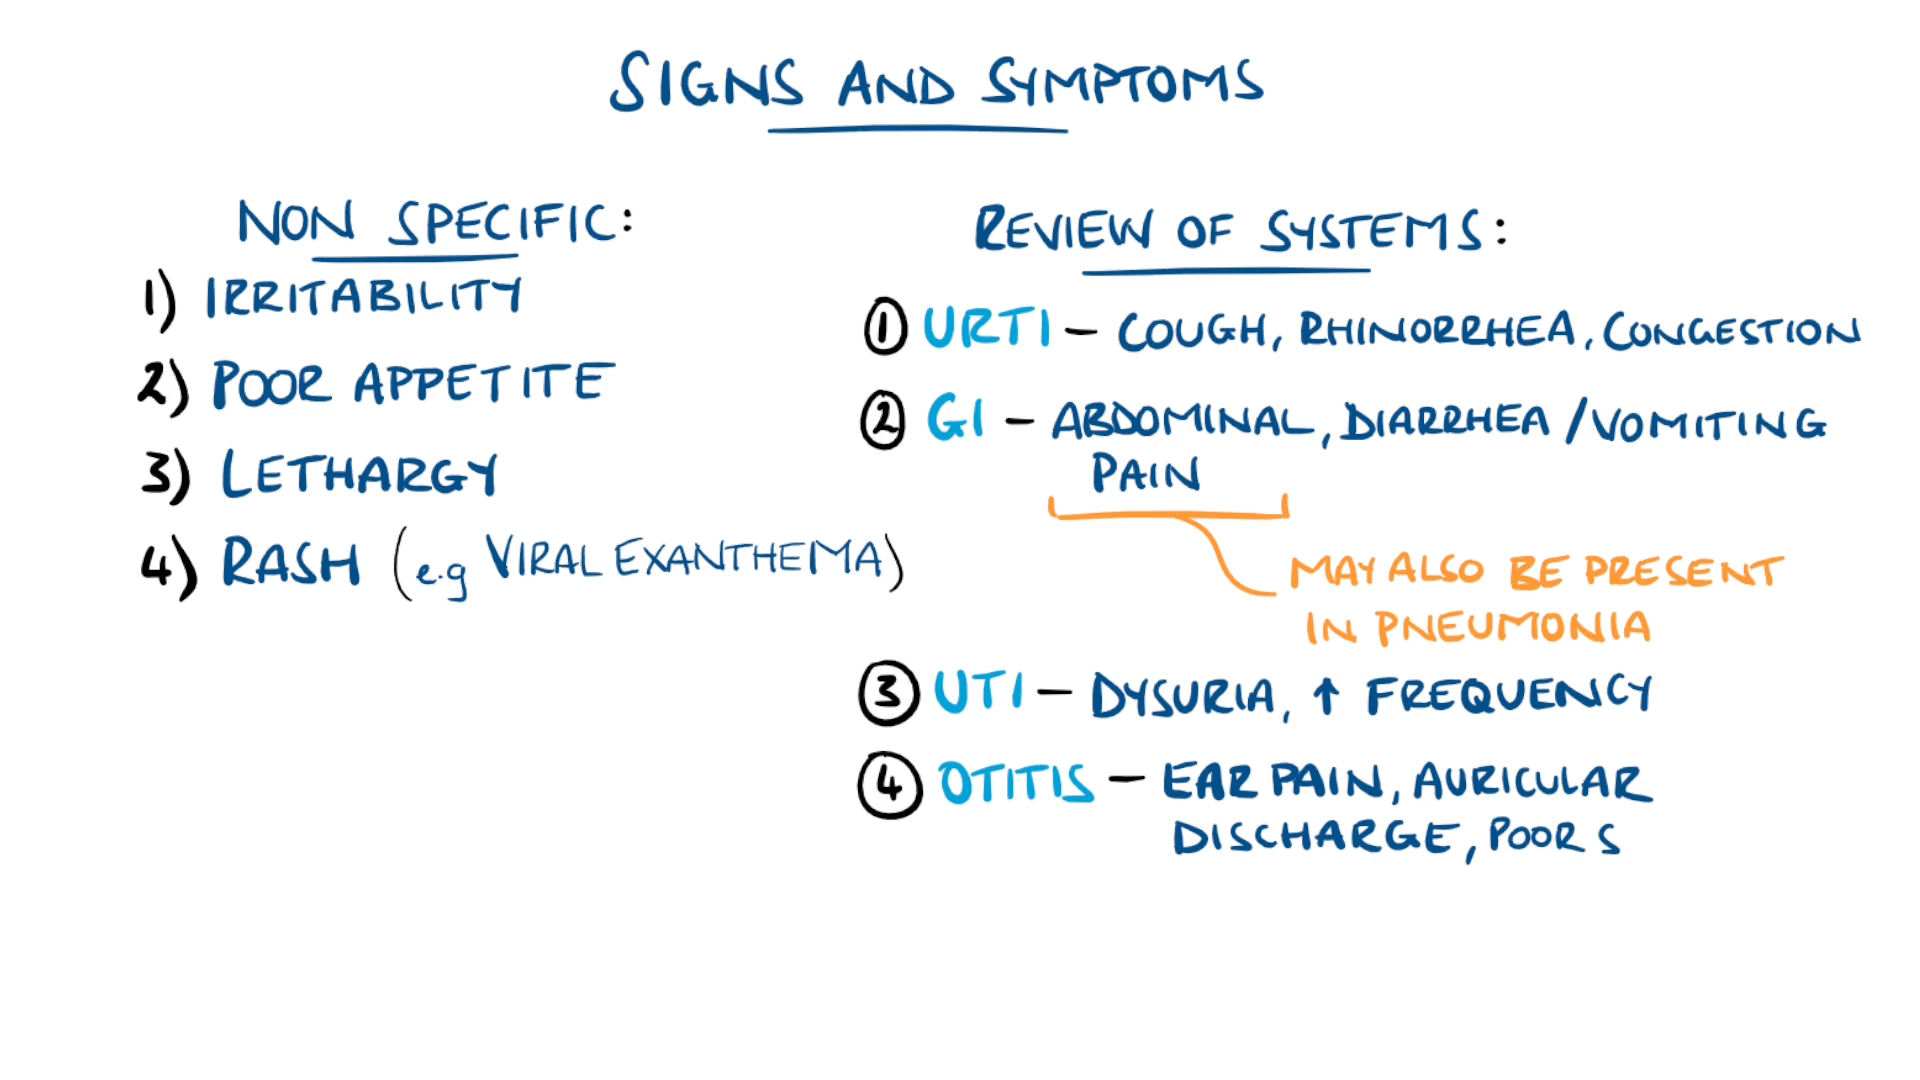 SIGNS AND SYMPTOMS
NON SPECIFIC:
1) IRRITABILITY
2) POOR APPETITE
3) LETHARGY
4) RASH (e.g VIRAL EXANTHEMA)
REVIEW OF SYSTEMS:
1 URTI – COUGH, RHINORRHEA, CONGESTION
2 GI – ABDOMINAL, DIARRHEA / VOMITING
PAIN
MAY ALSO BE PRESENT
IN PNEUMONIA
3 UTI – DYSURIA, ↑ FREQUENCY
4 OTITIS – EAR PAIN, AURICULAR
DISCHARGE, POOR S